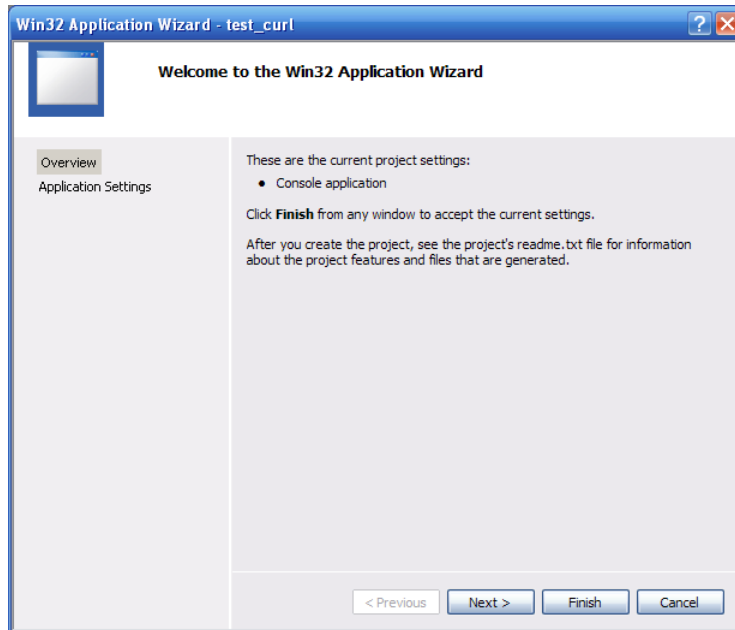 Win32 Application Wizard - test_curl
Welcome to the Win32 Application Wizard
Overview
Application Settings
These are the current project settings:
• Console application
Click Finish from any window to accept the current settings.
After you create the project, see the project's readme.txt file for information
about the project features and files that are generated.
< Previous
Next >
Finish
Cancel